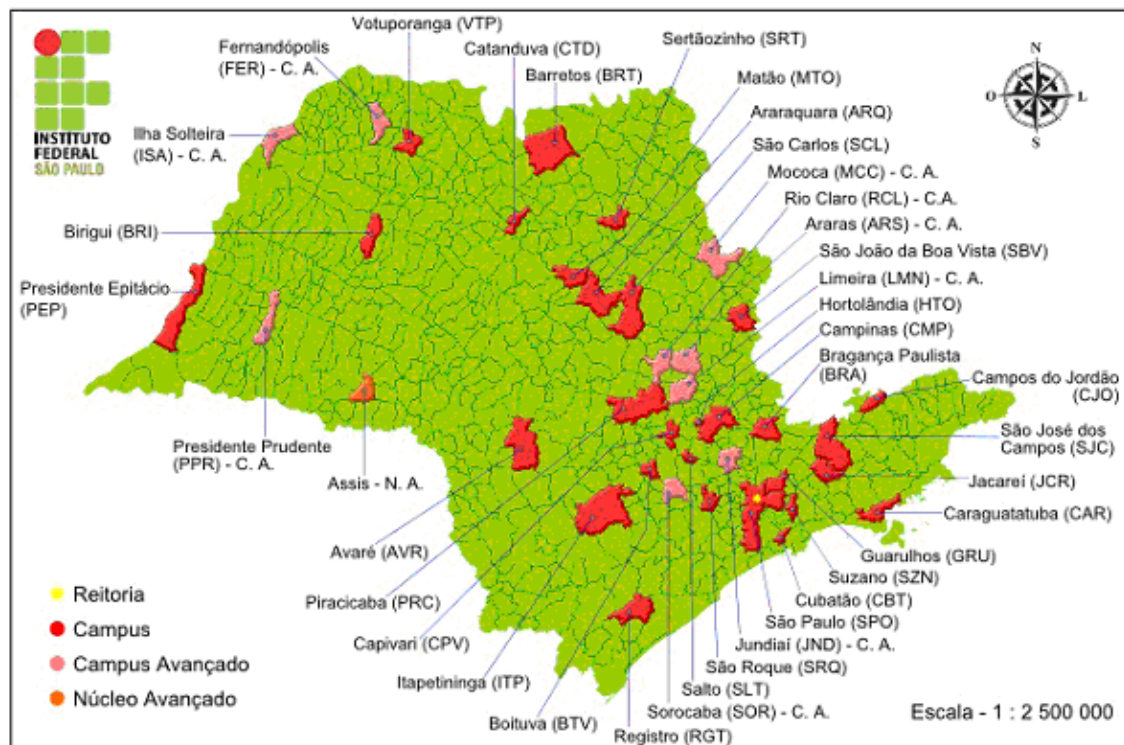 INSTITUTO
FEDERAL
SÃO PAULO
Votuporanga (VTP)
Fernandópolis
(FER) - C. A.
Ilha Solteira
(ISA) - C. A.
Catanduva (CTD)
Barretos (BRT)
Sertãozinho (SRT)
Matão (MTO)
Araraquara (ARQ)
São Carlos (SCL)
Mococa (MCC) - C. A.
Rio Claro (RCL) - C.A.
Araras (ARS) - C. A.
São João da Boa Vista (SBV)
Limeira (LMN) - C. A.
Hortolândia (HTO)
Campinas (CMP)
Bragança Paulista
(BRA)
Campos do Jordão
(CJO)
São José dos
Campos (SJC)
Jacareí (JCR)
Caraguatatuba (CAR)
Guarulhos (GRU)
Suzano (SZN)
Cubatão (CBT)
São Paulo (SPO)
Jundiaí (JND) - C. A.
São Roque (SRQ)
Salto (SLT)
Sorocaba (SOR) - C. A.
Registro (RGT)
Boituva (BTV)
Itapetininga (ITP)
Capivari (CPV)
Piracicaba (PRC)
Avaré (AVR)
Assis - N. A.
Presidente Prudente
(PPR) - C. A.
Presidente Epitácio
(PEP)
Birigui (BRI)
N
O
L
S
Reitoria
Campus
Campus Avançado
Núcleo Avançado
Escala - 1 : 2 500 000